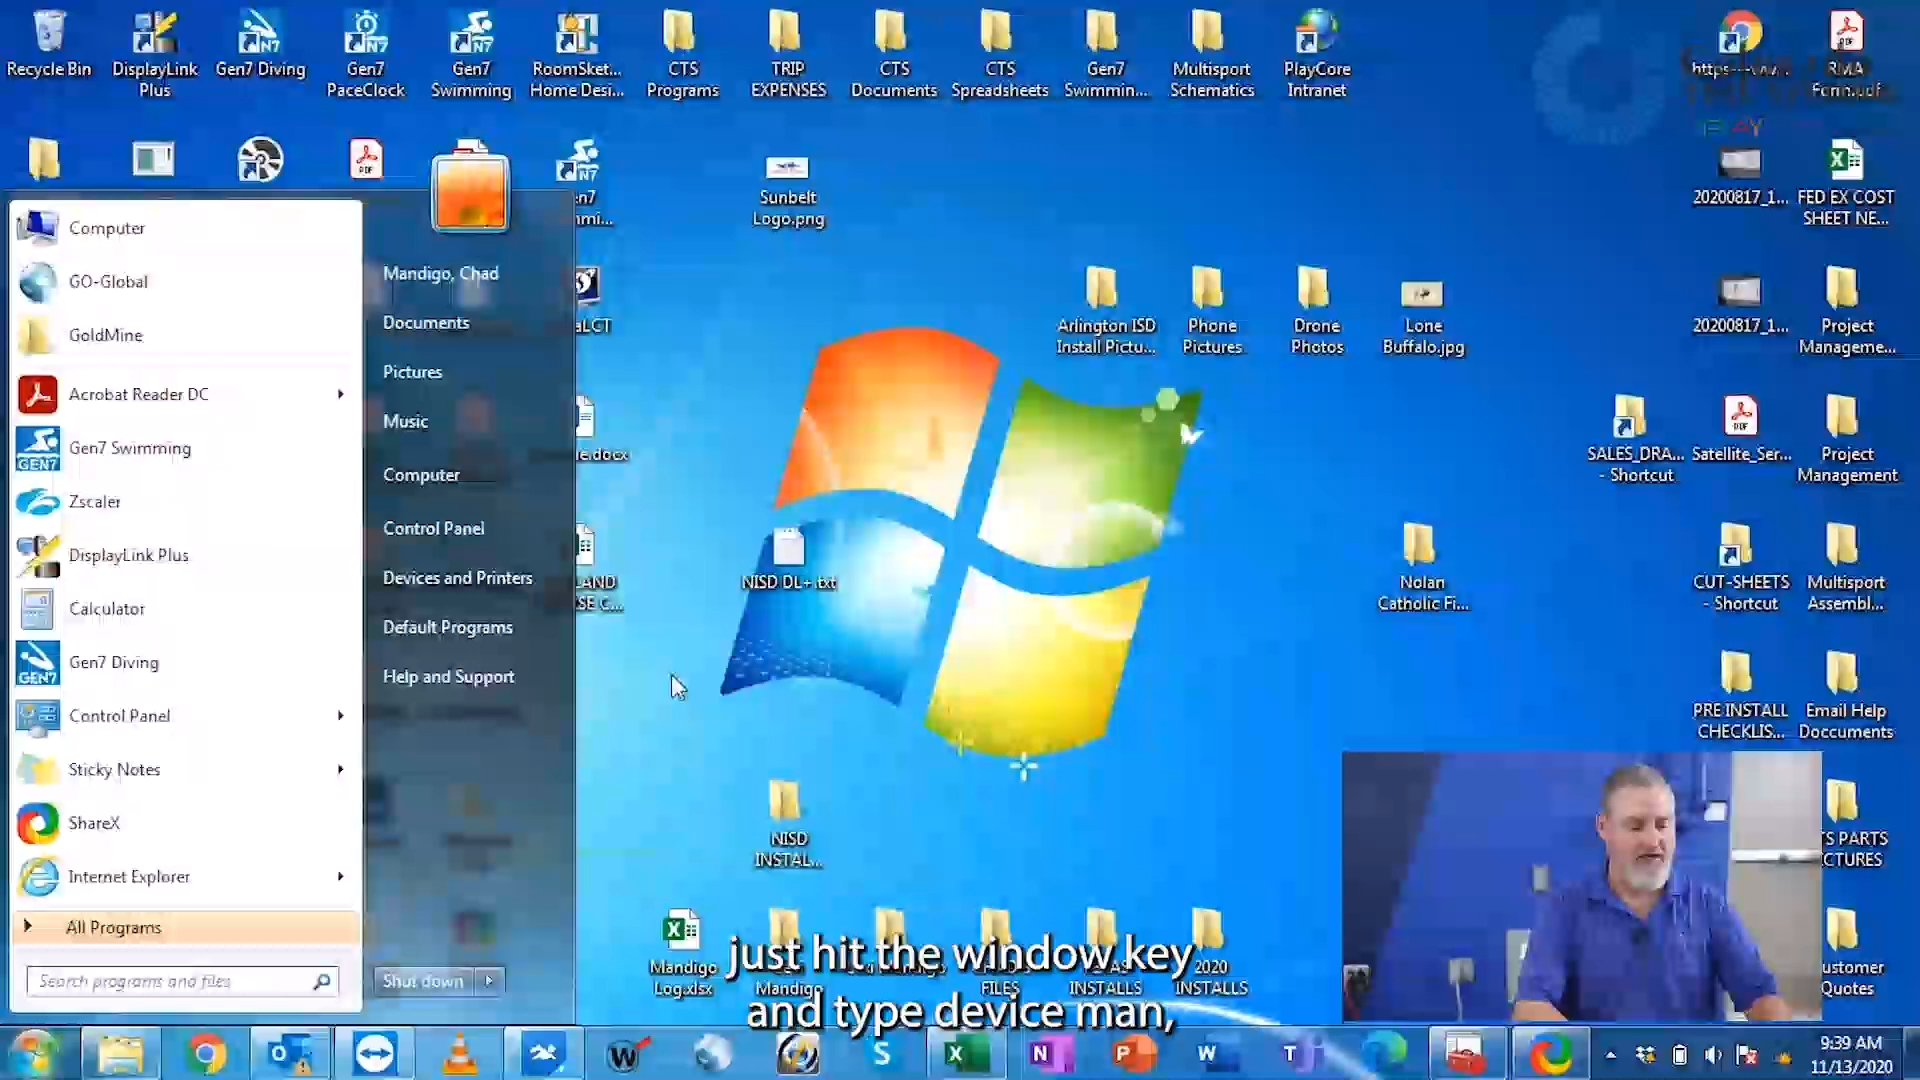 Recycle Bin
DisplayLink
Plus
Gen7 Diving
Gen7
PaceClock
Gen7
Swimming
RoomSket...
Home Desi...
CTS
Programs
TRIP
EXPENSES
CTS
Documents
CTS
Spreadsheets
Gen7
Swimmin...
Multisport
Schematics
PlayCore
Intranet
RMA
Form.pdf
Sunbelt
Logo.png
20200817_1...
FED EX COST
SHEET NE...
Computer
GO-Global
GoldMine
Acrobat Reader DC
Gen7 Swimming
Zscaler
DisplayLink Plus
Calculator
Gen7 Diving
Control Panel
Sticky Notes
ShareX
Internet Explorer
All Programs
Search programs and files
Mandigo, Chad
Documents
Pictures
Music
Computer
Control Panel
Devices and Printers
Default Programs
Help and Support
Shut down
Arlington ISD
Install Pictu...
Phone
Pictures
Drone
Photos
Lone
Buffalo.jpg
20200817_1...
Project
Manageme...
SALES_DRA...
- Shortcut
Satellite_Ser...
Project
Management
NISD DL+.txt
Nolan
Catholic Fi...
CUT-SHEETS
- Shortcut
Multisport
Assembl...
PRE INSTALL
CHECKLIS...
Email Help
Doccuments
NISD
INSTAL...
Mandigo
Log.xlsx
Mandigo
FILES
INSTALLS
2020
INSTALLS
just hit the window key
and type device man,
9:39 AM
11/13/2020